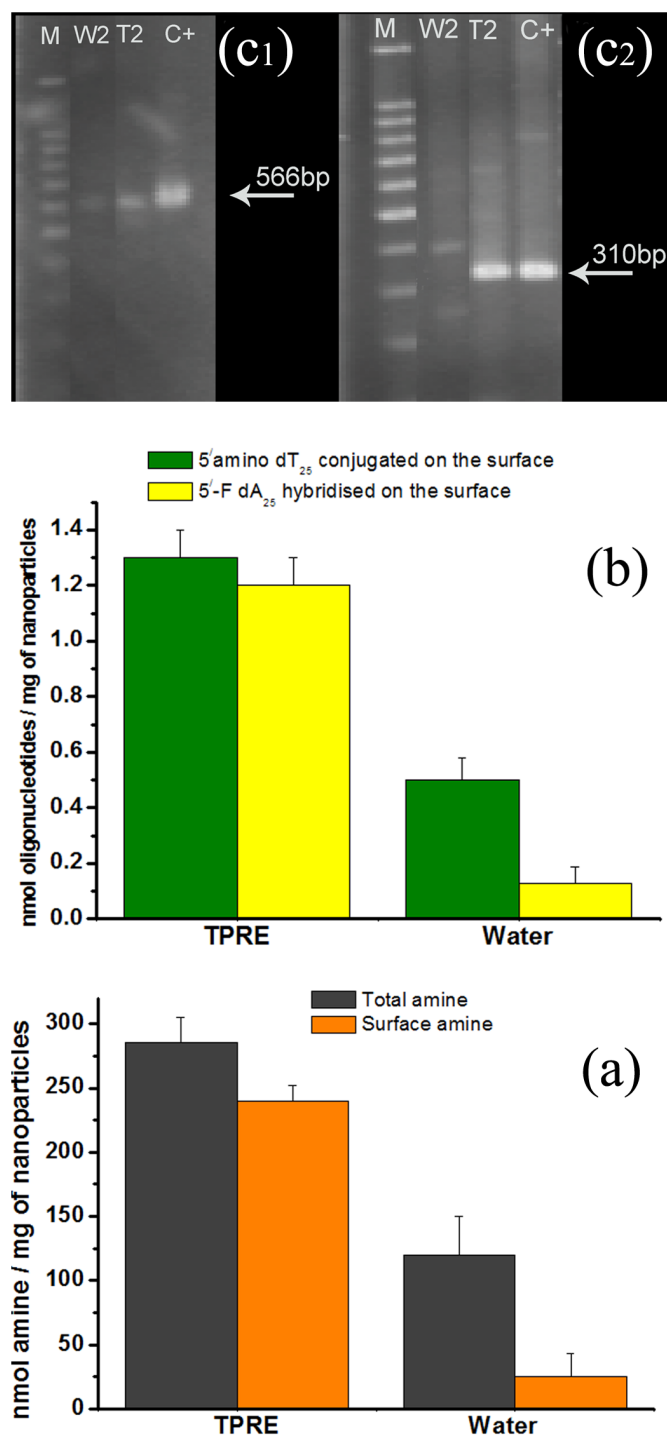 M W2 T2 C+ (c1)
566bp
M W2 T2 C+ (c2)
310bp
5/amino dT25 conjugated on the surface
5/-F dA25 hybridised on the surface
(b)
nmol oligonucleotides / mg of nanoparticles
1.4
1.2
1.0
0.8
0.6
0.4
0.2
0.0
TPRE Water
Total amine
Surface amine
(a)
nmol amine / mg of nanoparticles
300
250
200
150
100
50
0
TPRE Water